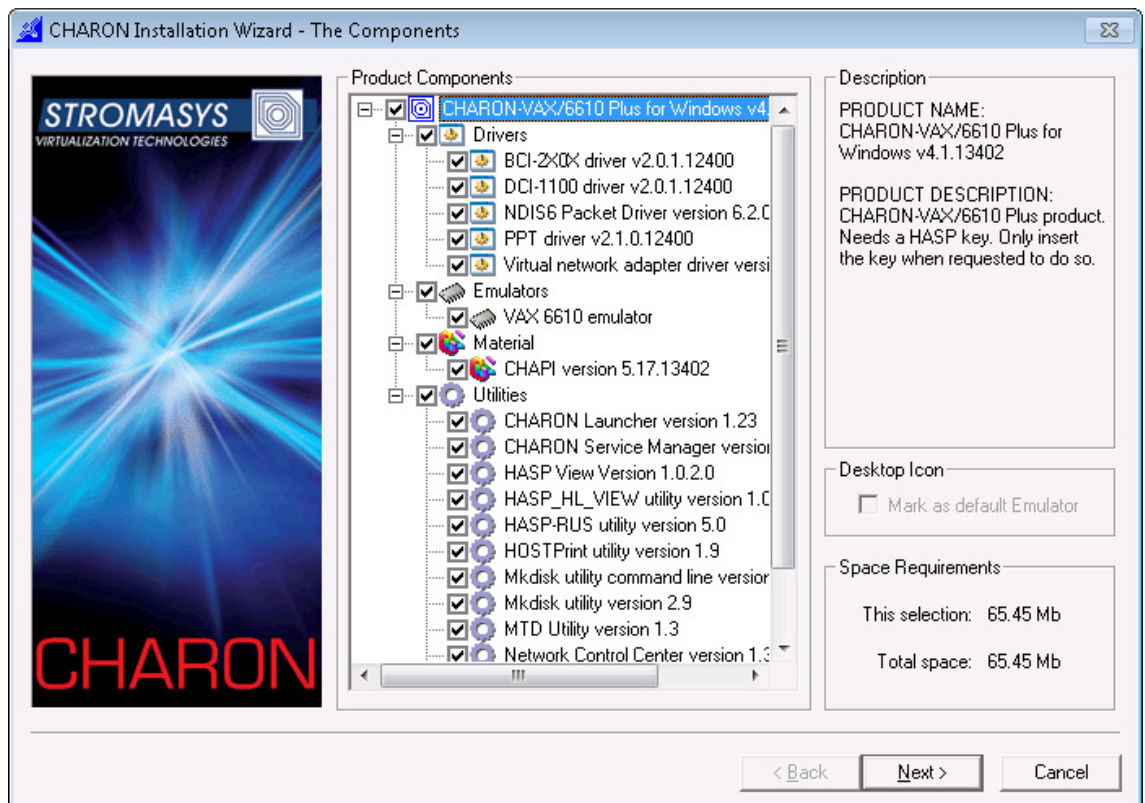 CHARON Installation Wizard - The Components
STROMASYS
VIRTUALIZATION TECHNOLOGIES
CHARON
Product Components
CHARON-VAX/6610 Plus for Windows v4.
Drivers
BCI-2X0X driver v2.0.1.12400
DCI-1100 driver v2.0.1.12400
NDIS6 Packet Driver version 6.2.0
PPT driver v2.1.0.12400
Virtual network adapter driver versi
Emulators
VAX 6610 emulator
Material
CHAPI version 5.17.13402
Utilities
CHARON Launcher version 1.23
CHARON Service Manager version
HASP View Version 1.0.2.0
HASP_HL_VIEW utility version 1.0
HASP-RUS utility version 5.0
HOSTPrint utility version 1.9
Mkdisk utility command line version
Mkdisk utility version 2.9
MTD Utility version 1.3
Network Control Center version 1.3
Description
PRODUCT NAME:
CHARON-VAX/6610 Plus for
Windows v4.1.13402
PRODUCT DESCRIPTION:
CHARON-VAX/6610 Plus product.
Needs a HASP key. Only insert
the key when requested to do so.
Desktop Icon
Mark as default Emulator
Space Requirements
This selection: 65.45 Mb
Total space: 65.45 Mb
< Back
Next >
Cancel